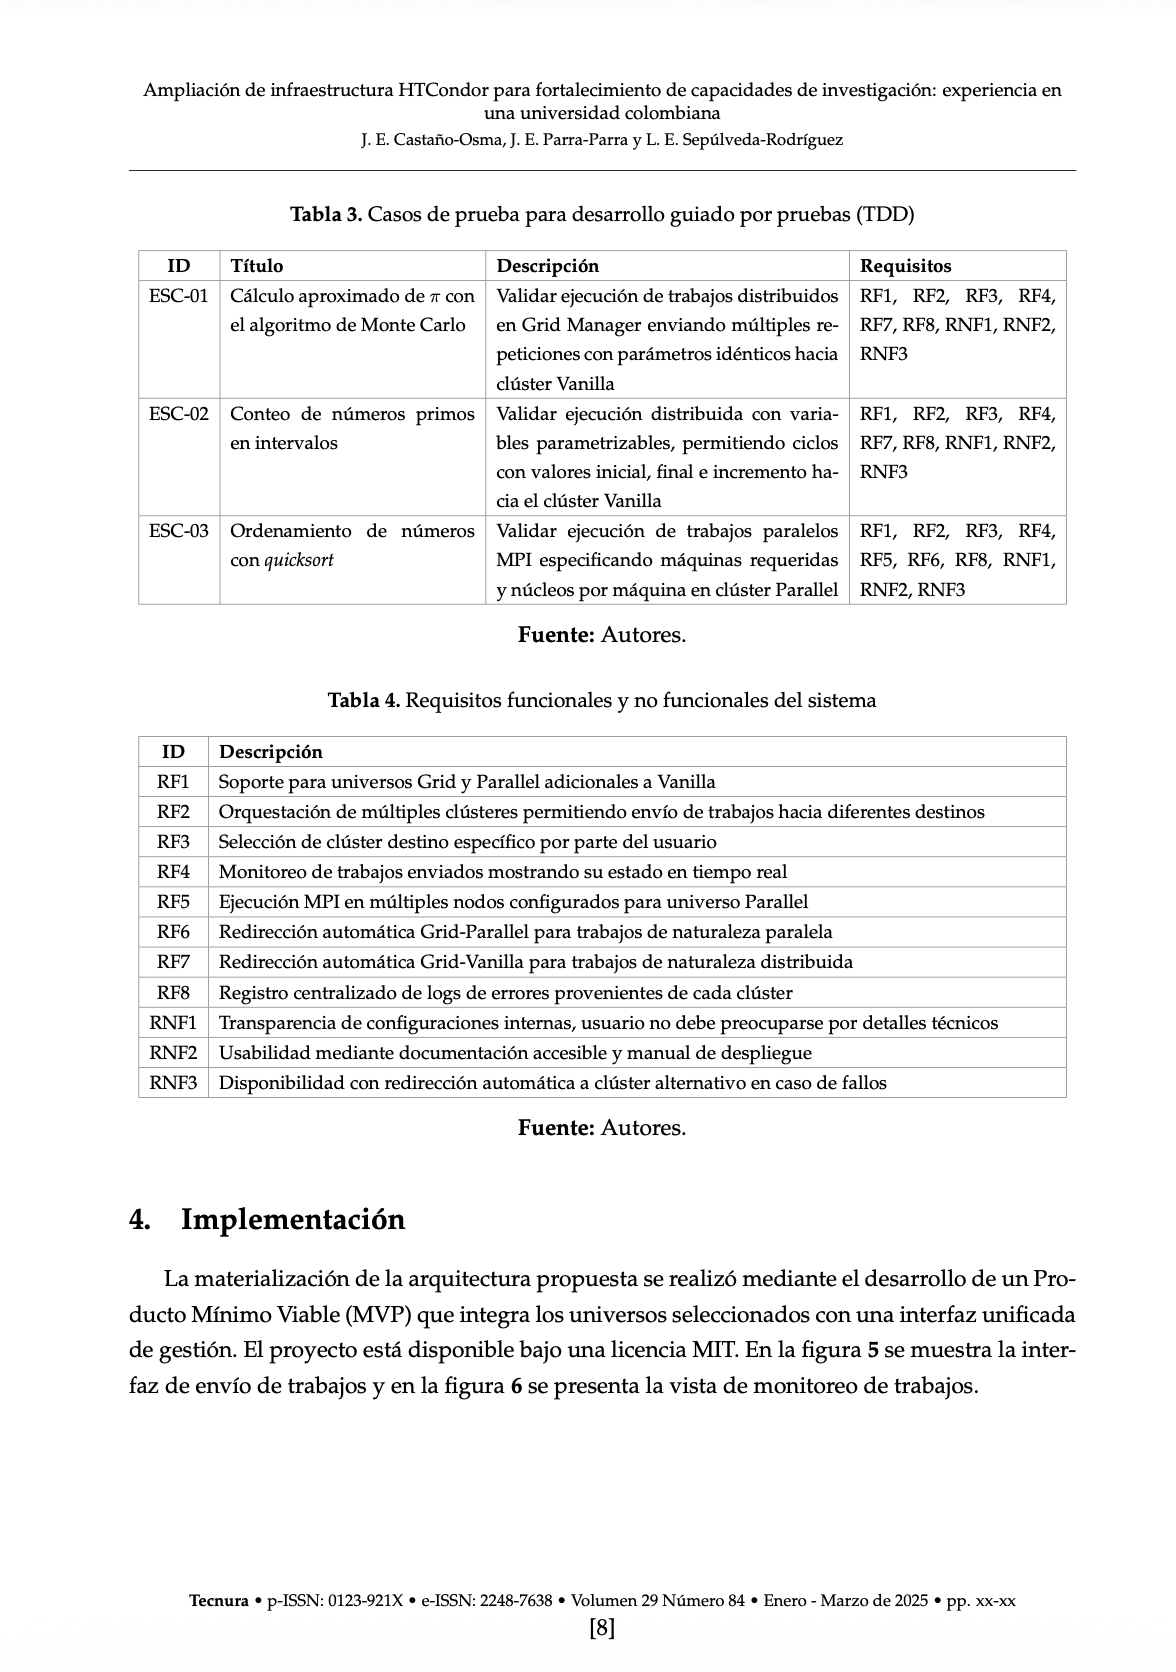 Ampliación de infraestructura HTCondor para fortalecimiento de capacidades de investigación: experiencia en
una universidad colombiana
J. E. Castaño-Osma, J. E. Parra-Parra y L. E. Sepúlveda-Rodríguez
Tabla 3. Casos de prueba para desarrollo guiado por pruebas (TDD)
ID Título Descripción Requisitos
ESC-01 Cálculo aproximado de π con Validar ejecución de trabajos distribuidos RF1, RF2, RF3, RF4,
el algoritmo de Monte Carlo en Grid Manager enviando múltiples re- RF7, RF8, RNF1, RNF2,
peticiones con parámetros idénticos hacia RNF3
clúster Vanilla
ESC-02 Conteo de números primos Validar ejecución distribuida con varia- RF1, RF2, RF3, RF4,
en intervalos bles parametrizables, permitiendo ciclos RF7, RF8, RNF1, RNF2,
con valores inicial, final e incremento ha- RNF3
cia el clúster Vanilla
ESC-03 Ordenamiento de números Validar ejecución de trabajos paralelos RF1, RF2, RF3, RF4,
con quicksort MPI especificando máquinas requeridas RF5, RF6, RF8, RNF1,
y núcleos por máquina en clúster Parallel RNF2, RNF3
Fuente: Autores.
Tabla 4. Requisitos funcionales y no funcionales del sistema
ID Descripción
RF1 Soporte para universos Grid y Parallel adicionales a Vanilla
RF2 Orquestación de múltiples clústeres permitiendo envío de trabajos hacia diferentes destinos
RF3 Selección de clúster destino específico por parte del usuario
RF4 Monitoreo de trabajos enviados mostrando su estado en tiempo real
RF5 Ejecución MPI en múltiples nodos configurados para universo Parallel
RF6 Redirección automática Grid-Parallel para trabajos de naturaleza paralela
RF7 Redirección automática Grid-Vanilla para trabajos de naturaleza distribuida
RF8 Registro centralizado de logs de errores provenientes de cada clúster
RNF1 Transparencia de configuraciones internas, usuario no debe preocuparse por detalles técnicos
RNF2 Usabilidad mediante documentación accesible y manual de despliegue
RNF3 Disponibilidad con redirección automática a clúster alternativo en caso de fallos
Fuente: Autores.
4. Implementación
La materialización de la arquitectura propuesta se realizó mediante el desarrollo de un Pro-
ducto Mínimo Viable (MVP) que integra los universos seleccionados con una interfaz unificada
de gestión. El proyecto está disponible bajo una licencia MIT. En la figura 5 se muestra la inter-
faz de envío de trabajos y en la figura 6 se presenta la vista de monitoreo de trabajos.
Tecnura • p-ISSN: 0123-921X • e-ISSN: 2248-7638 • Volumen 29 Número 84 • Enero - Marzo de 2025 • pp. xx-xx
[8]